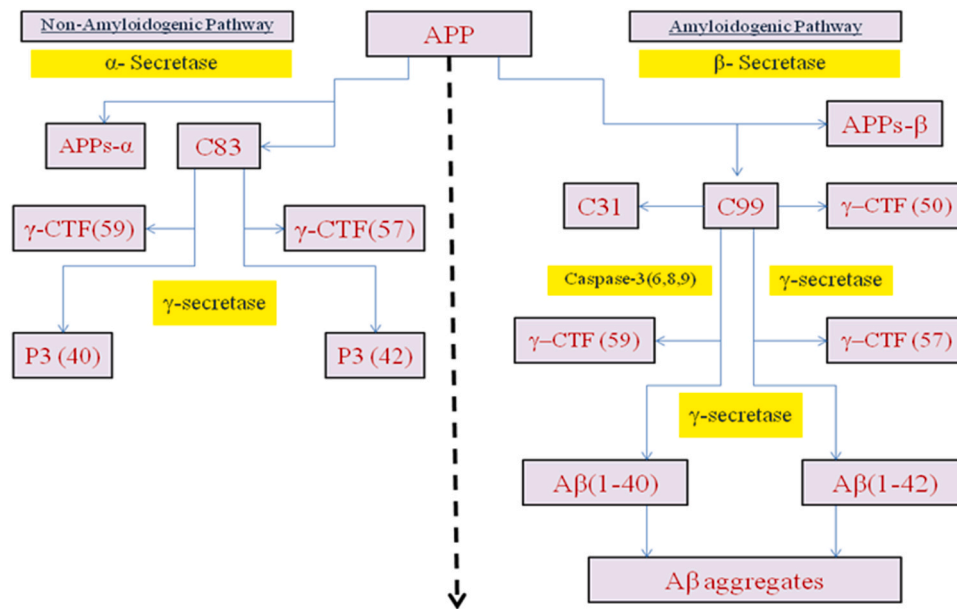 Non-Amyloidogenic Pathway
APP
Amyloidogenic Pathway
α- Secretase
β- Secretase
APPs-α
C83
APPs-β
C31
C99
γ–CTF (50)
γ-CTF(59)
γ-CTF(57)
Caspase-3(6,8,9)
γ-secretase
γ-secretase
P3 (40)
P3 (42)
γ–CTF (59)
γ–CTF (57)
γ-secretase
Aβ(1-40)
Aβ(1-42)
Aβ aggregates